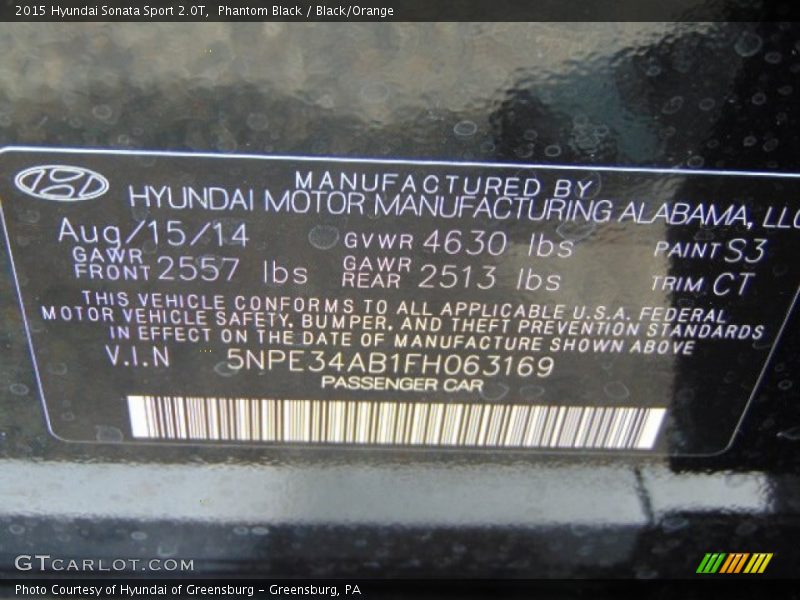 2015 Hyundai Sonata Sport 2.0T, Phantom Black / Black/Orange
MANUFACTURED BY
HYUNDAI MOTOR MANUFACTURING ALABAMA, LLC
Aug/15/14 GVWR 4630 lbs PAINT S3
GAWR FRONT 2557 lbs GAWR REAR 2513 lbs TRIM CT
THIS VEHICLE CONFORMS TO ALL APPLICABLE U.S.A. FEDERAL
MOTOR VEHICLE SAFETY, BUMPER, AND THEFT PREVENTION STANDARDS
IN EFFECT ON THE DATE OF MANUFACTURE SHOWN ABOVE
V.I.N 5NPE34AB1FH063169
PASSENGER CAR
GTCARLOT.COM
Photo Courtesy of Hyundai of Greensburg - Greensburg, PA